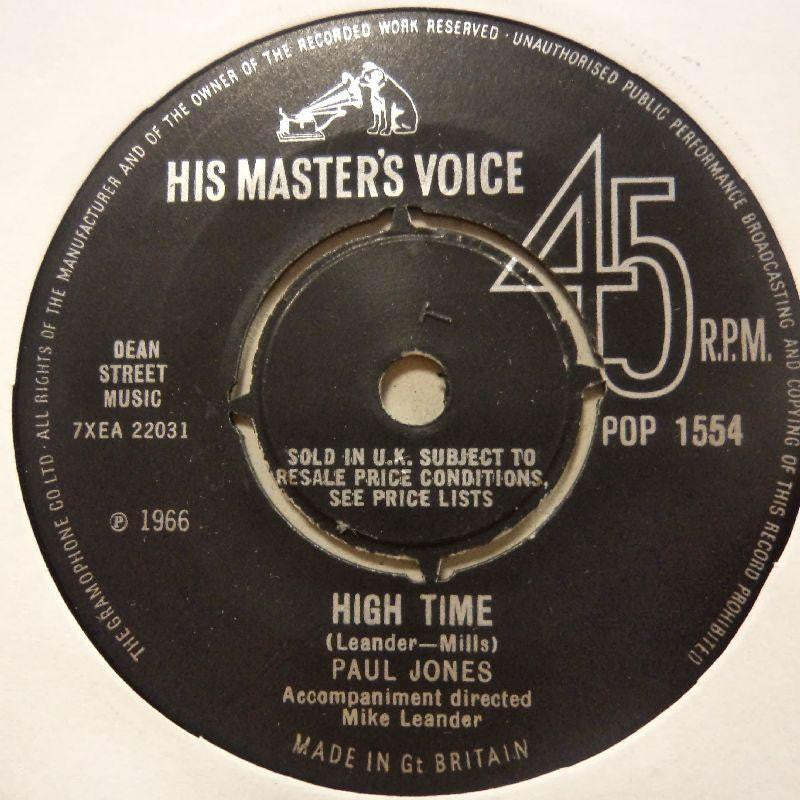 THE GRAMOPHONE CO LTD · ALL RIGHTS OF THE MANUFACTURER AND OF THE OWNER OF THE RECORDED WORK RESERVED · UNAUTHORISED PUBLIC PERFORMANCE BROADCASTING AND COPYING OF THIS RECORD PROHIBITED
HIS MASTER'S VOICE
45
R.P.M.
T
DEAN
STREET
MUSIC
7XEA 22031
POP 1554
SOLD IN U.K. SUBJECT TO
RESALE PRICE CONDITIONS,
SEE PRICE LISTS
℗ 1966
HIGH TIME
(Leander—Mills)
PAUL JONES
Accompaniment directed
Mike Leander
MADE IN Gt BRITAIN